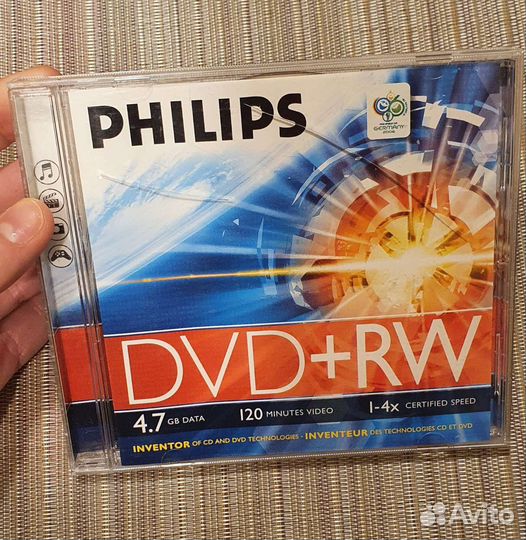 PHILIPS
GERMANY
2006
DVD+RW
4.7 GB DATA 120 MINUTES VIDEO 1-4x CERTIFIED SPEED
INVENTOR OF CD AND DVD TECHNOLOGIES · INVENTEUR DES TECHNOLOGIES CD ET DVD
Avito